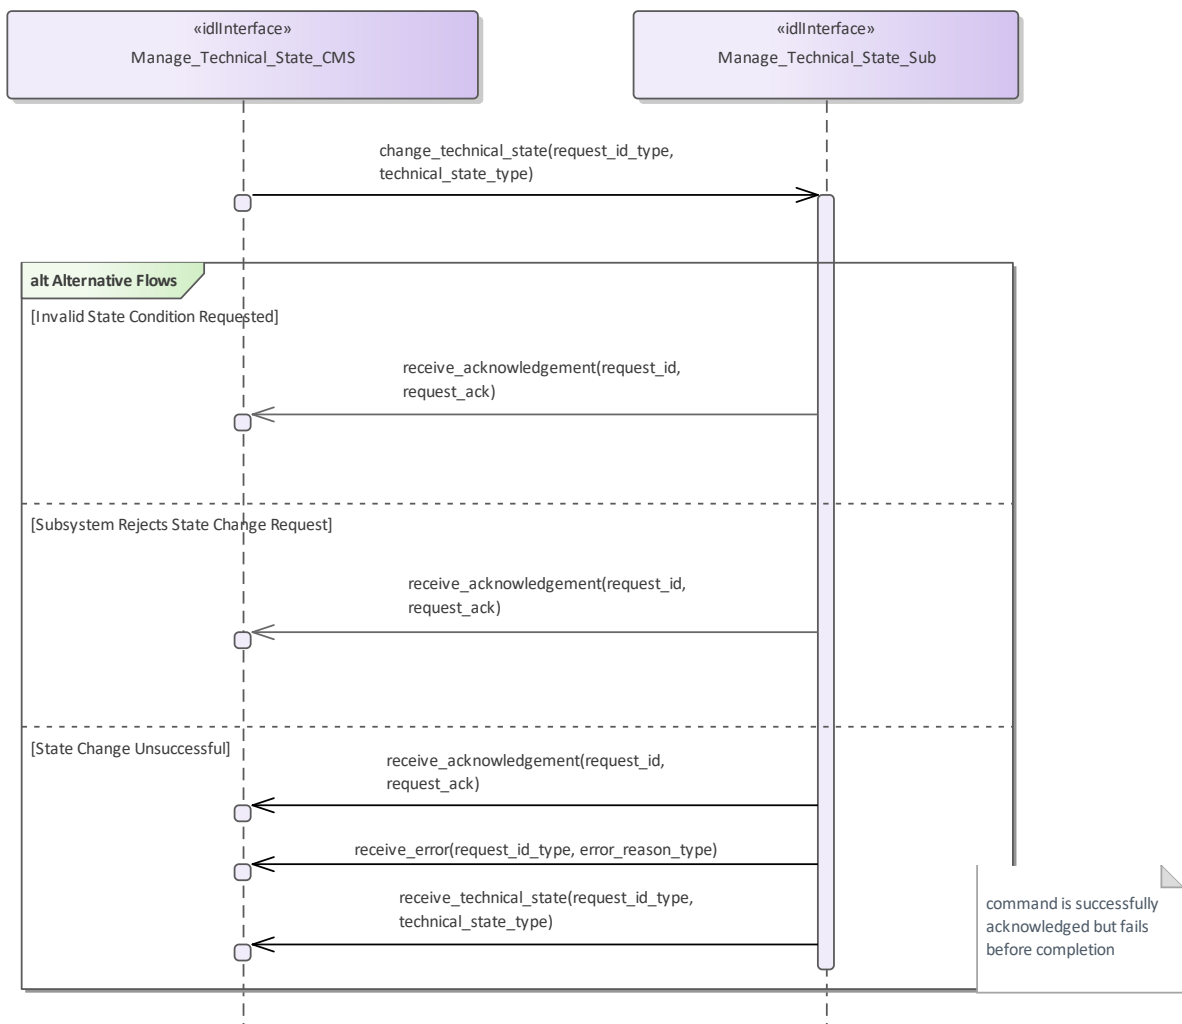 «idlInterface»
Manage_Technical_State_CMS
«idlInterface»
Manage_Technical_State_Sub
change_technical_state(request_id_type,
technical_state_type)
alt Alternative Flows
[Invalid State Condition Requested]
receive_acknowledgement(request_id,
request_ack)
[Subsystem Rejects State Change Request]
receive_acknowledgement(request_id,
request_ack)
[State Change Unsuccessful]
receive_acknowledgement(request_id,
request_ack)
receive_error(request_id_type, error_reason_type)
receive_technical_state(request_id_type,
technical_state_type)
command is successfully
acknowledged but fails
before completion